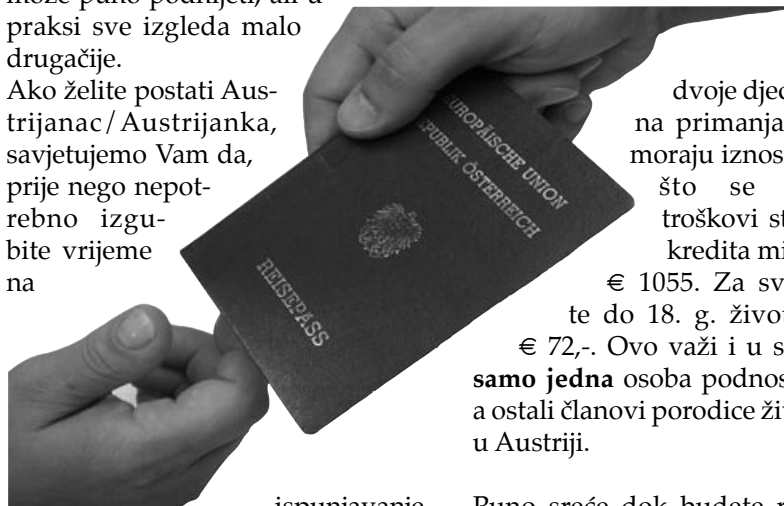 može puno podnijeti, ali u
praksi sve izgleda malo
drugačije.
Ako želite postati Aus-
trijanac/Austrijanka,
savjetujemo Vam da,
prije nego nepot-
rebno izgu-
bite vrijeme
na
ispunjavanje
EUROPÄISCHE UNION
REPUBLIK ÖSTERREICH
REISEPASS
dvoje djec
na primanja
moraju iznos
što se
troškovi st
kredita mi
€ 1055. Za sv
te do 18. g. život
€ 72,-. Ovo važi i u s
samo jedna osoba podnos
a ostali članovi porodice živ
u Austriji.
Puno sreće dok budete